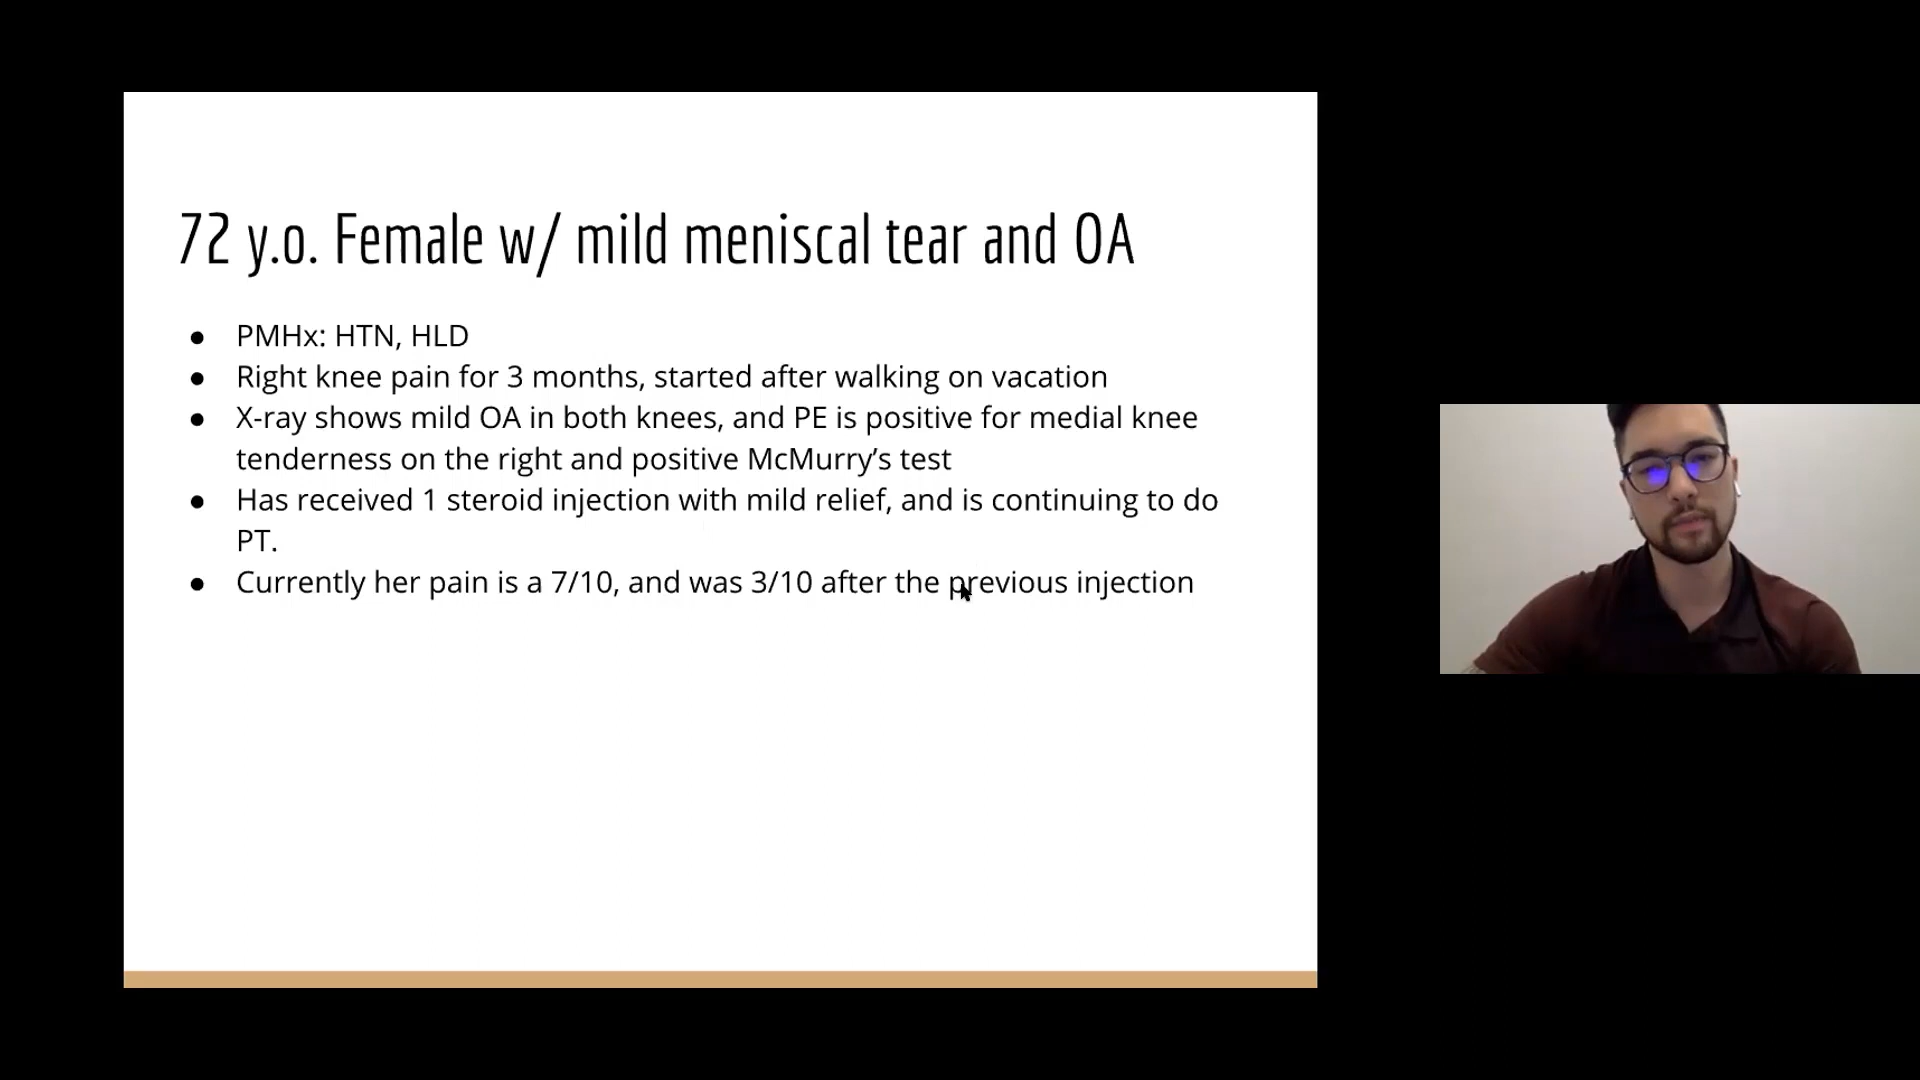 72 y.o. Female w/ mild meniscal tear and OA
● PMHx: HTN, HLD
● Right knee pain for 3 months, started after walking on vacation
● X-ray shows mild OA in both knees, and PE is positive for medial knee
tenderness on the right and positive McMurry’s test
● Has received 1 steroid injection with mild relief, and is continuing to do
PT.
● Currently her pain is a 7/10, and was 3/10 after the previous injection